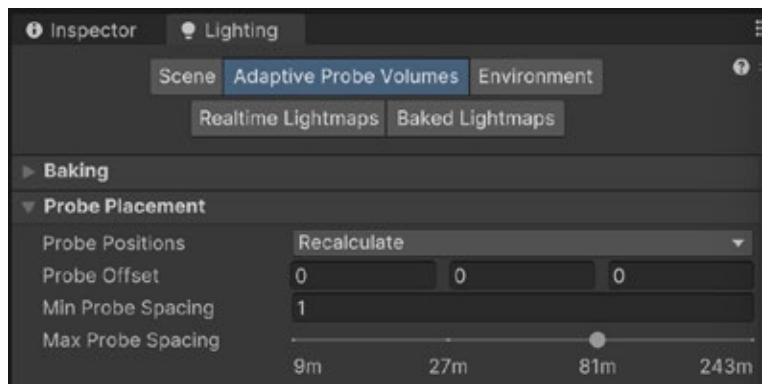 Inspector Lighting
Scene Adaptive Probe Volumes Environment
Realtime Lightmaps Baked Lightmaps
Baking
Probe Placement
Probe Positions Recalculate
Probe Offset 0 0 0
Min Probe Spacing 1
Max Probe Spacing
9m 27m 81m 243m